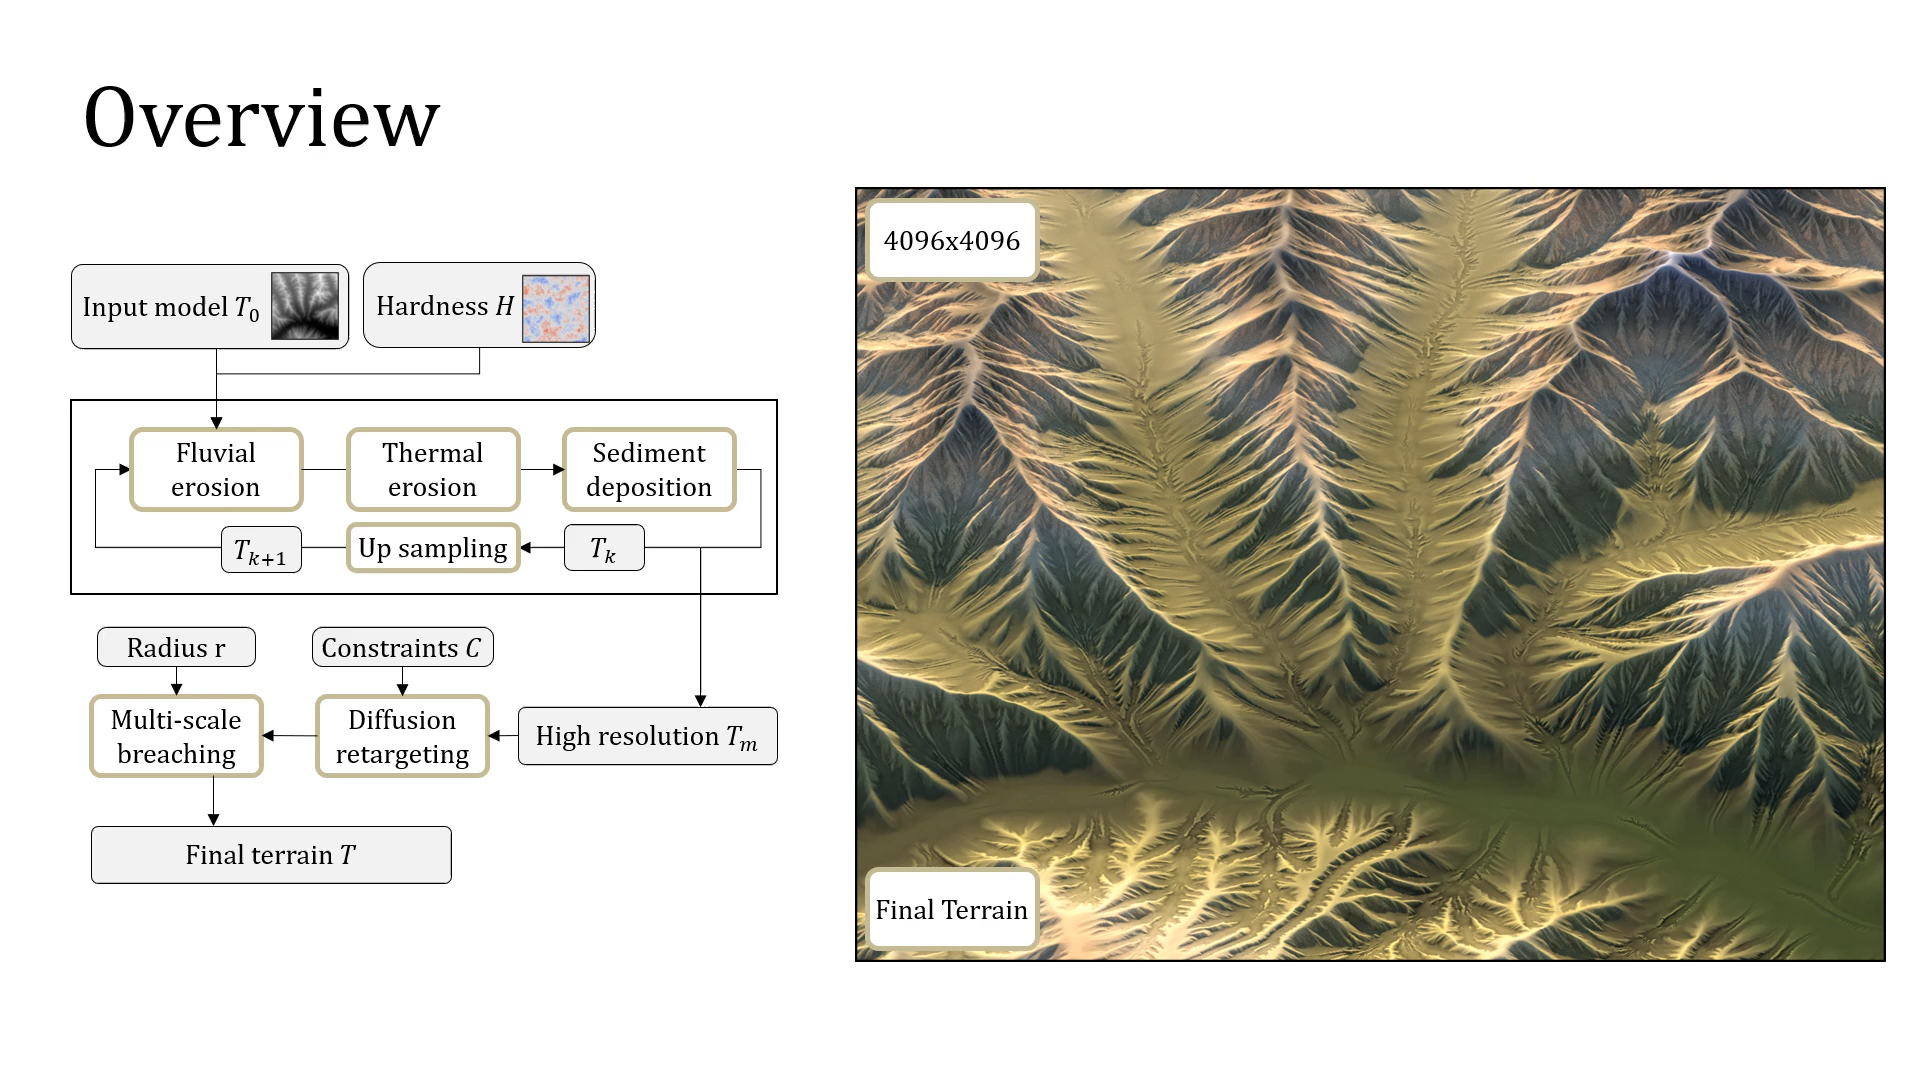 Overview
Input model T₀
Hardness H
Fluvial
erosion
Thermal
erosion
Sediment
deposition
Tₖ₊₁
Up sampling
Tₖ
Radius r
Constraints C
Multi-scale
breaching
Diffusion
retargeting
High resolution Tₘ
Final terrain T
4096x4096
Final Terrain